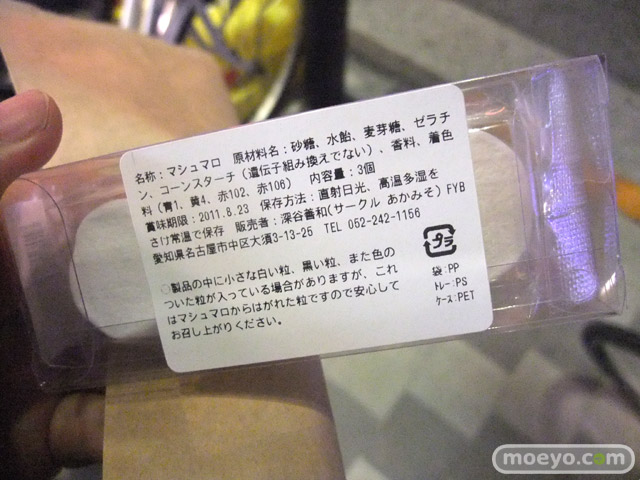 名称：マシュマロ　原材料名：砂糖、水飴、麦芽糖、ゼラチ
ン、コーンスターチ（遺伝子組み換えでない）、香料、着色
料（青1、黄4、赤102、赤106）　内容量：3個
賞味期限：2011.8.23　保存方法：直射日光、高温多湿を
さけ常温で保存　販売者：深谷善和(サークル あかみそ) FYB
愛知県名古屋市中区大須3-13-25　TEL 052-242-1156
○製品の中に小さな白い粒、黒い粒、また色の
ついた粒が入っている場合がありますが、これ
はマシュマロからはがれた粒ですので安心して
お召し上がりください。
プラ
袋:PP
トレー:PS
ケース:PET
moeyo.com